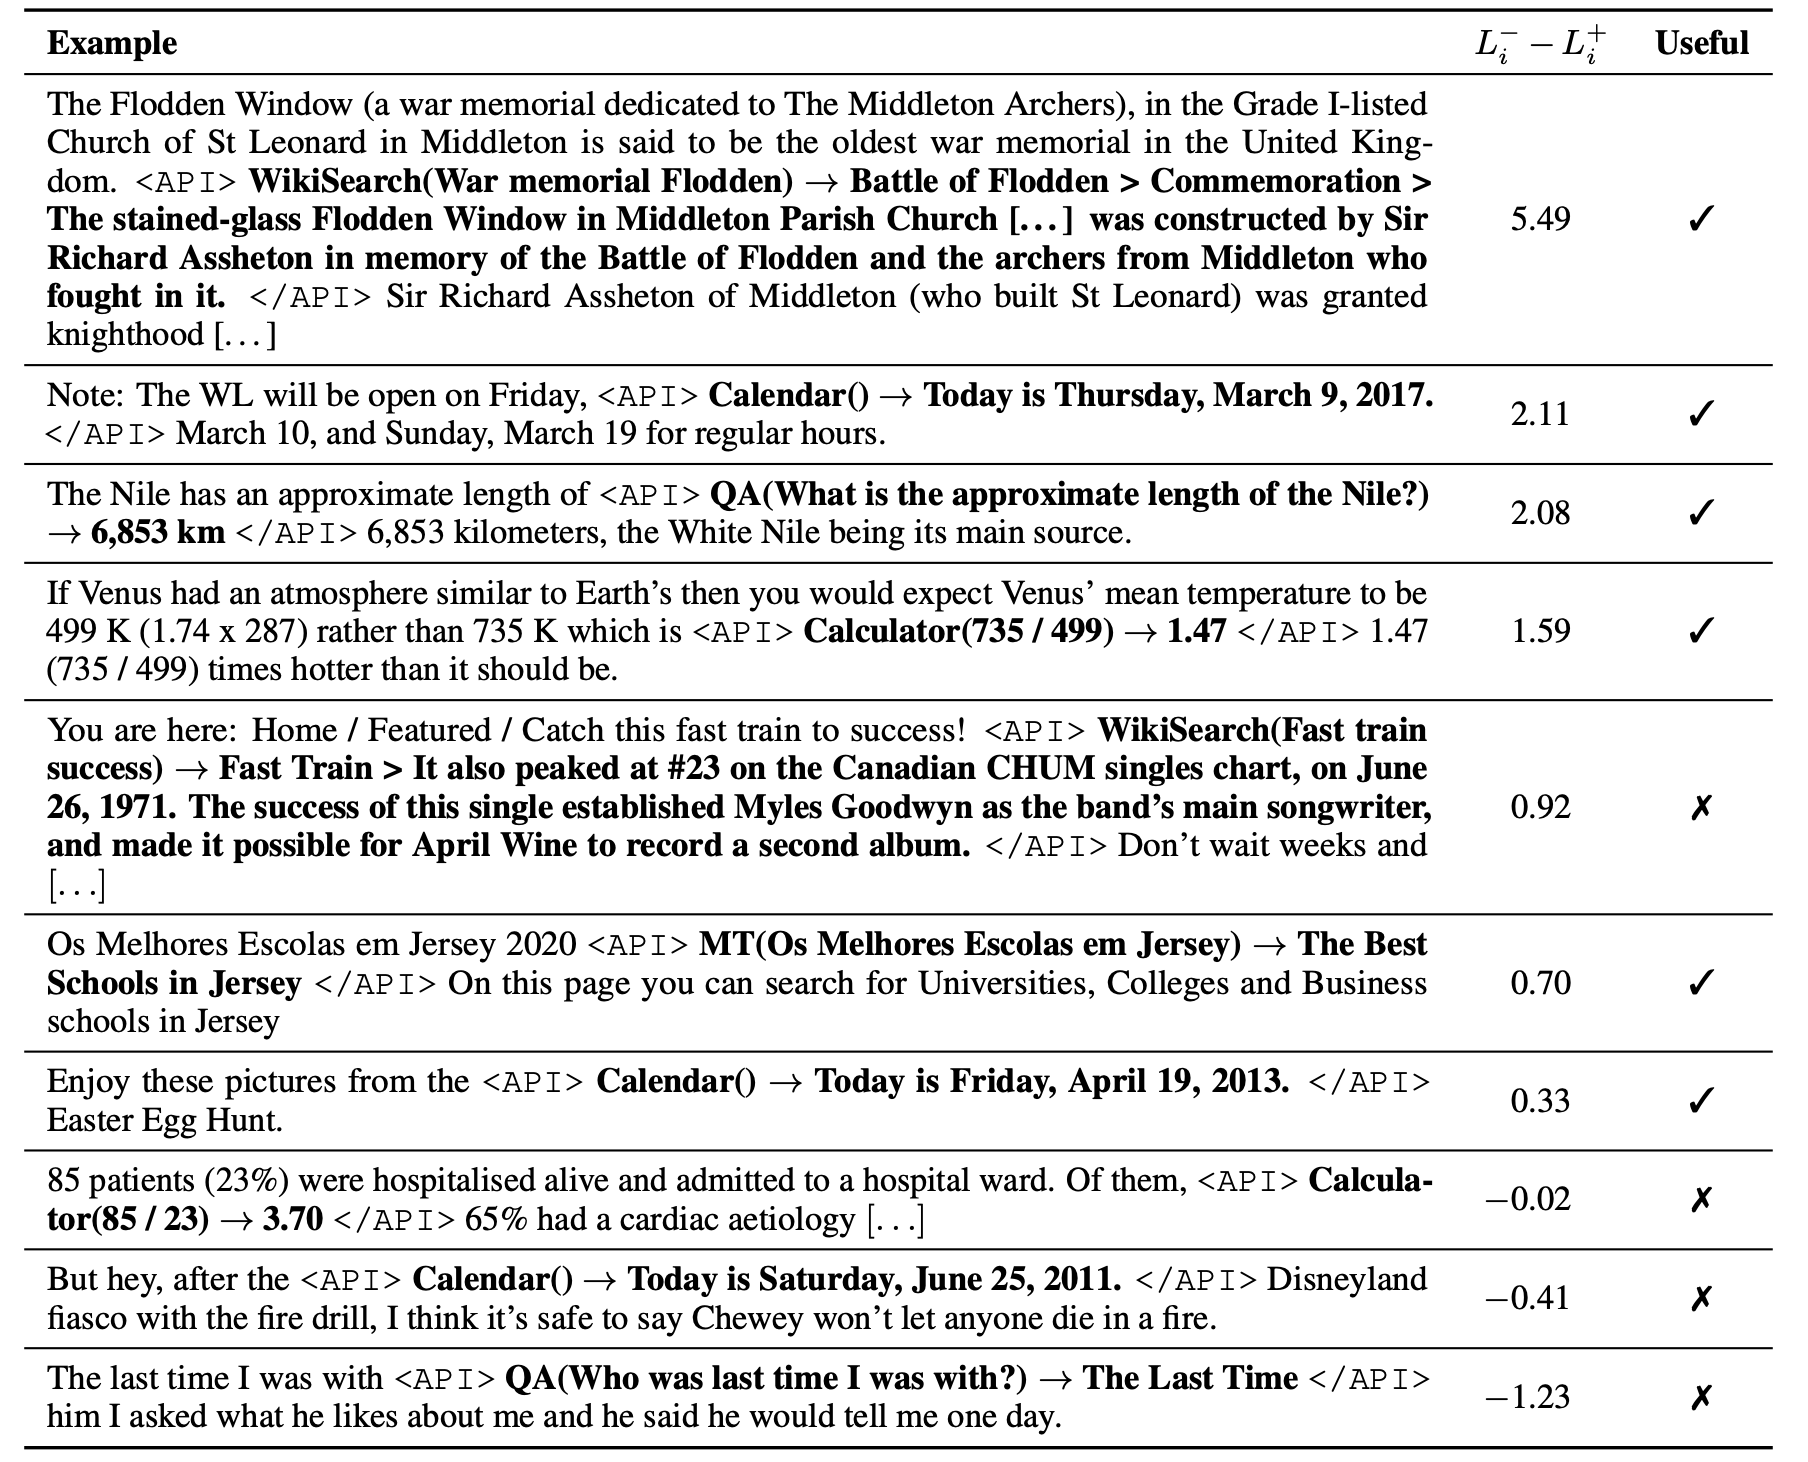 Example L_i^- − L_i^+ Useful
The Flodden Window (a war memorial dedicated to The Middleton Archers), in the Grade I-listed
Church of St Leonard in Middleton is said to be the oldest war memorial in the United King-
dom. <API> WikiSearch(War memorial Flodden) → Battle of Flodden > Commemoration >
The stained-glass Flodden Window in Middleton Parish Church [...] was constructed by Sir
Richard Assheton in memory of the Battle of Flodden and the archers from Middleton who
fought in it. </API> Sir Richard Assheton of Middleton (who built St Leonard) was granted
knighthood [...]
5.49 ✓
Note: The WL will be open on Friday, <API> Calendar() → Today is Thursday, March 9, 2017.
</API> March 10, and Sunday, March 19 for regular hours.
2.11 ✓
The Nile has an approximate length of <API> QA(What is the approximate length of the Nile?)
→ 6,853 km </API> 6,853 kilometers, the White Nile being its main source.
2.08 ✓
If Venus had an atmosphere similar to Earth’s then you would expect Venus’ mean temperature to be
499 K (1.74 x 287) rather than 735 K which is <API> Calculator(735 / 499) → 1.47 </API> 1.47
(735 / 499) times hotter than it should be.
1.59 ✓
You are here: Home / Featured / Catch this fast train to success! <API> WikiSearch(Fast train
success) → Fast Train > It also peaked at #23 on the Canadian CHUM singles chart, on June
26, 1971. The success of this single established Myles Goodwyn as the band’s main songwriter,
and made it possible for April Wine to record a second album. </API> Don’t wait weeks and
[...]
0.92 ✗
Os Melhores Escolas em Jersey 2020 <API> MT(Os Melhores Escolas em Jersey) → The Best
Schools in Jersey </API> On this page you can search for Universities, Colleges and Business
schools in Jersey
0.70 ✓
Enjoy these pictures from the <API> Calendar() → Today is Friday, April 19, 2013. </API>
Easter Egg Hunt.
0.33 ✓
85 patients (23%) were hospitalised alive and admitted to a hospital ward. Of them, <API> Calcula-
tor(85 / 23) → 3.70 </API> 65% had a cardiac aetiology [...]
−0.02 ✗
But hey, after the <API> Calendar() → Today is Saturday, June 25, 2011. </API> Disneyland
fiasco with the fire drill, I think it’s safe to say Chewey won’t let anyone die in a fire.
−0.41 ✗
The last time I was with <API> QA(Who was last time I was with?) → The Last Time </API>
him I asked what he likes about me and he said he would tell me one day.
−1.23 ✗